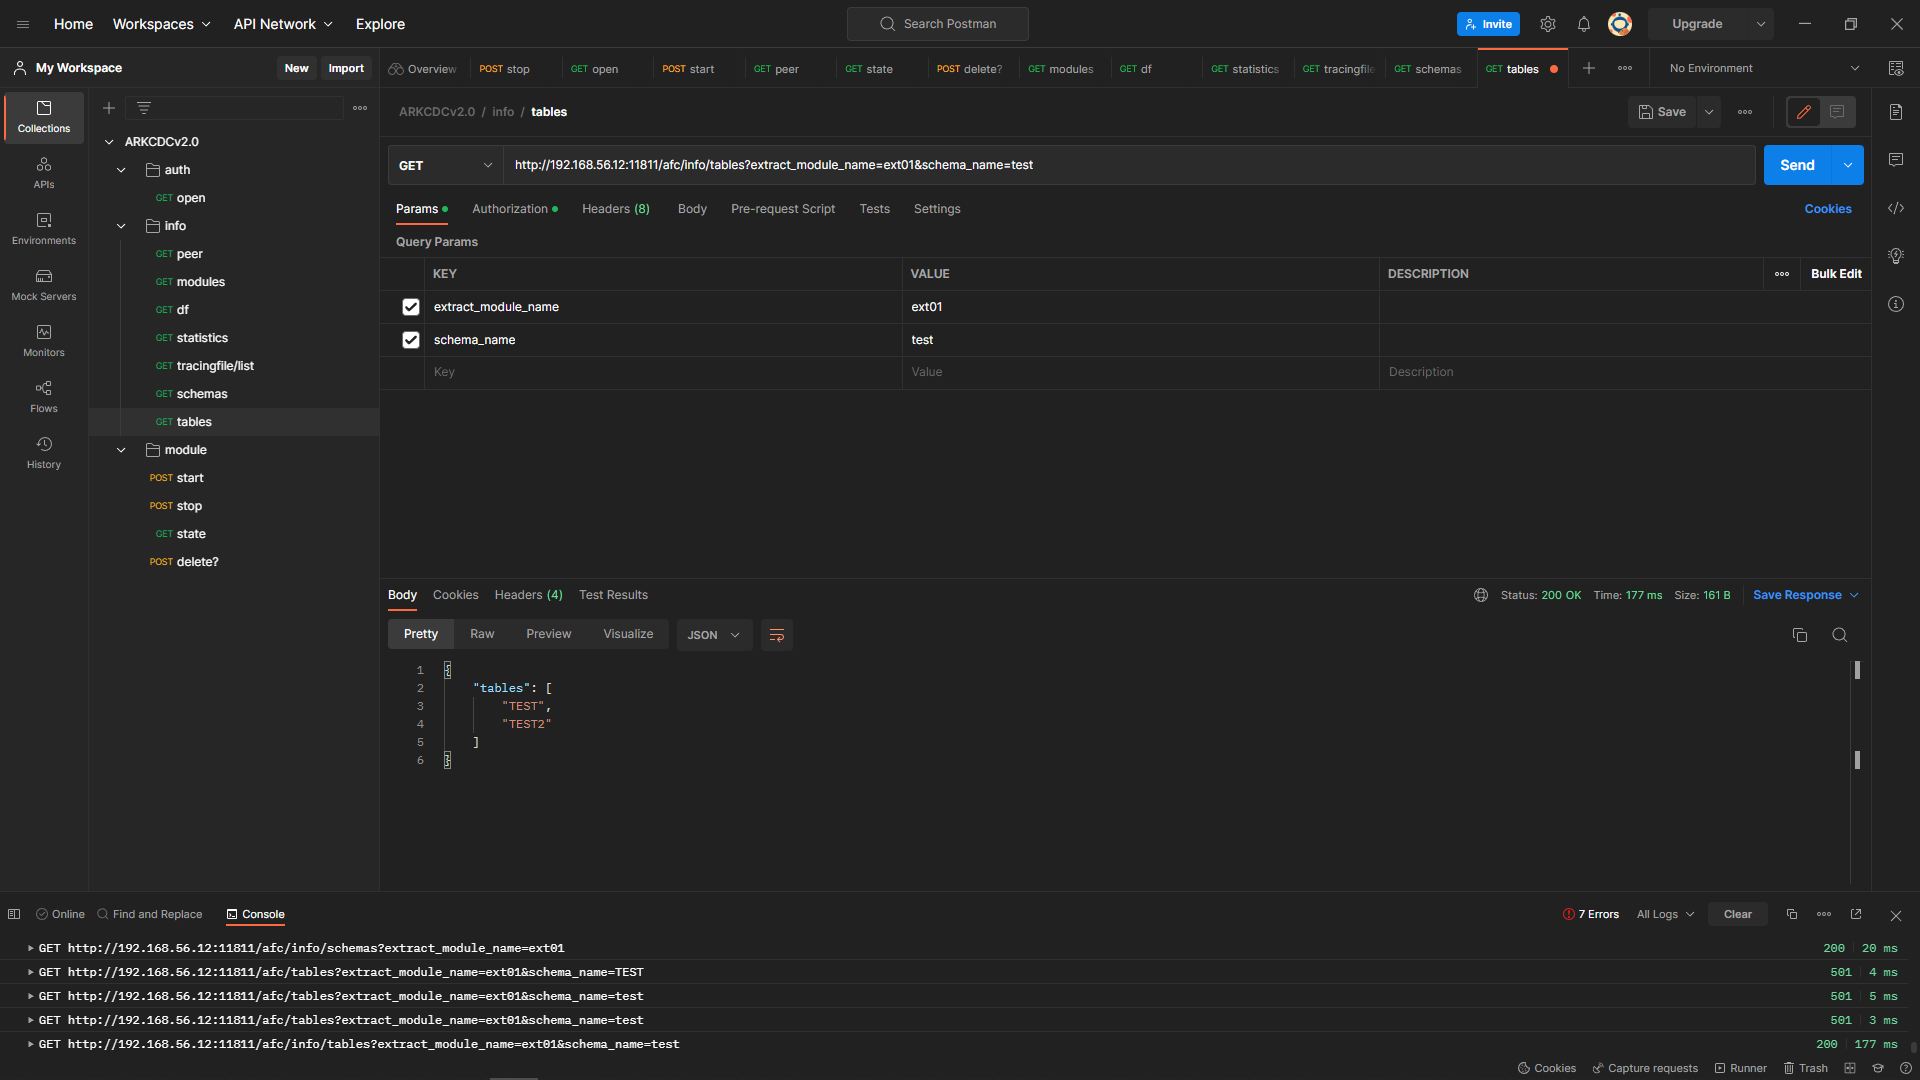 Home Workspaces API Network Explore Search Postman Invite Upgrade
My Workspace New Import Overview POST stop GET open POST start GET peer GET state POST delete? GET modules GET df GET statistics GET tracingfile GET schemas GET tables No Environment
Collections
APIs
Environments
Mock Servers
Monitors
Flows
History
ARKCDCv2.0
auth
GET open
info
GET peer
GET modules
GET df
GET statistics
GET tracingfile/list
GET schemas
GET tables
module
POST start
POST stop
GET state
POST delete?
ARKCDCv2.0 / info / tables Save
GET http://192.168.56.12:11811/afc/info/tables?extract_module_name=ext01&schema_name=test Send
Params Authorization Headers (8) Body Pre-request Script Tests Settings Cookies
Query Params
KEY VALUE DESCRIPTION Bulk Edit
extract_module_name ext01
schema_name test
Key Value Description
Body Cookies Headers (4) Test Results Status: 200 OK Time: 177 ms Size: 161 B Save Response
Pretty Raw Preview Visualize JSON
1 {
2 "tables": [
3 "TEST",
4 "TEST2"
5 ]
6 }
Online Find and Replace Console 7 Errors All Logs Clear
GET http://192.168.56.12:11811/afc/info/schemas?extract_module_name=ext01 200 20 ms
GET http://192.168.56.12:11811/afc/tables?extract_module_name=ext01&schema_name=TEST 501 4 ms
GET http://192.168.56.12:11811/afc/tables?extract_module_name=ext01&schema_name=test 501 5 ms
GET http://192.168.56.12:11811/afc/tables?extract_module_name=ext01&schema_name=test 501 3 ms
GET http://192.168.56.12:11811/afc/info/tables?extract_module_name=ext01&schema_name=test 200 177 ms
Cookies Capture requests Runner Trash